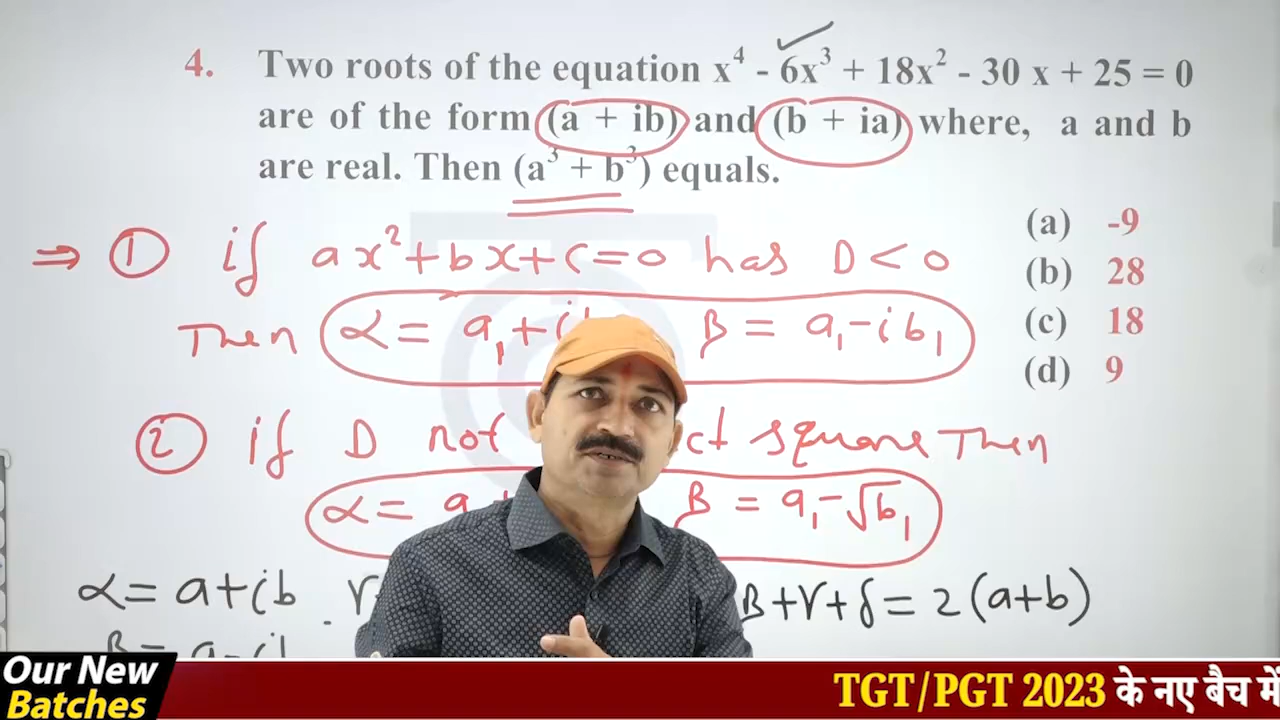 4. Two roots of the equation x⁴ - 6x³ + 18x² - 30 x + 25 = 0
are of the form (a + ib) and (b + ia) where, a and b
are real. Then (a³ + b³) equals.
(a) -9
(b) 28
(c) 18
(d) 9
⇒ ① if ax²+bx+c=0 has D < 0
Then α = a₁+i β = a₁-ib₁
② if D not square Then
α = a β = a₁-√b₁
α = a+ib β+γ+δ = 2(a+b)
Our New
Batches
TGT/PGT 2023 के नए बैच में